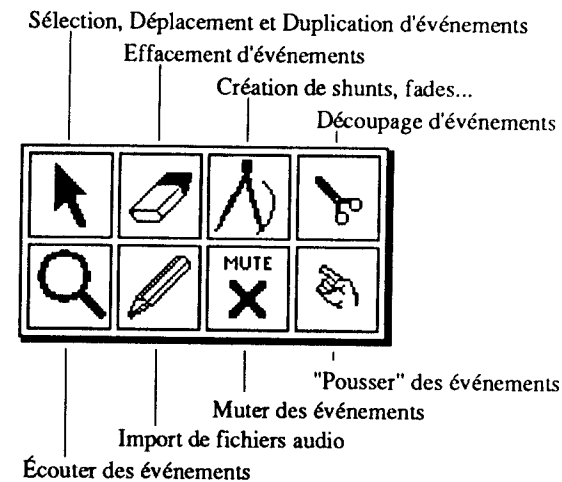 Sélection, Déplacement et Duplication d'événements
Effacement d'événements
Création de shunts, fades...
Découpage d'événements
MUTE
"Pousser" des événements
Muter des événements
Import de fichiers audio
Écouter des événements